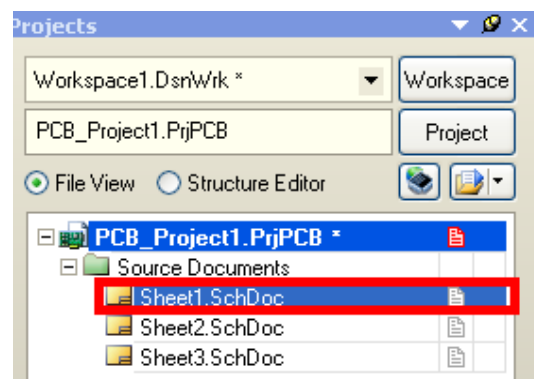 Projects
Workspace1.DsnWrk * Workspace
PCB_Project1.PrjPCB Project
File View Structure Editor
PCB_Project1.PrjPCB *
Source Documents
Sheet1.SchDoc
Sheet2.SchDoc
Sheet3.SchDoc